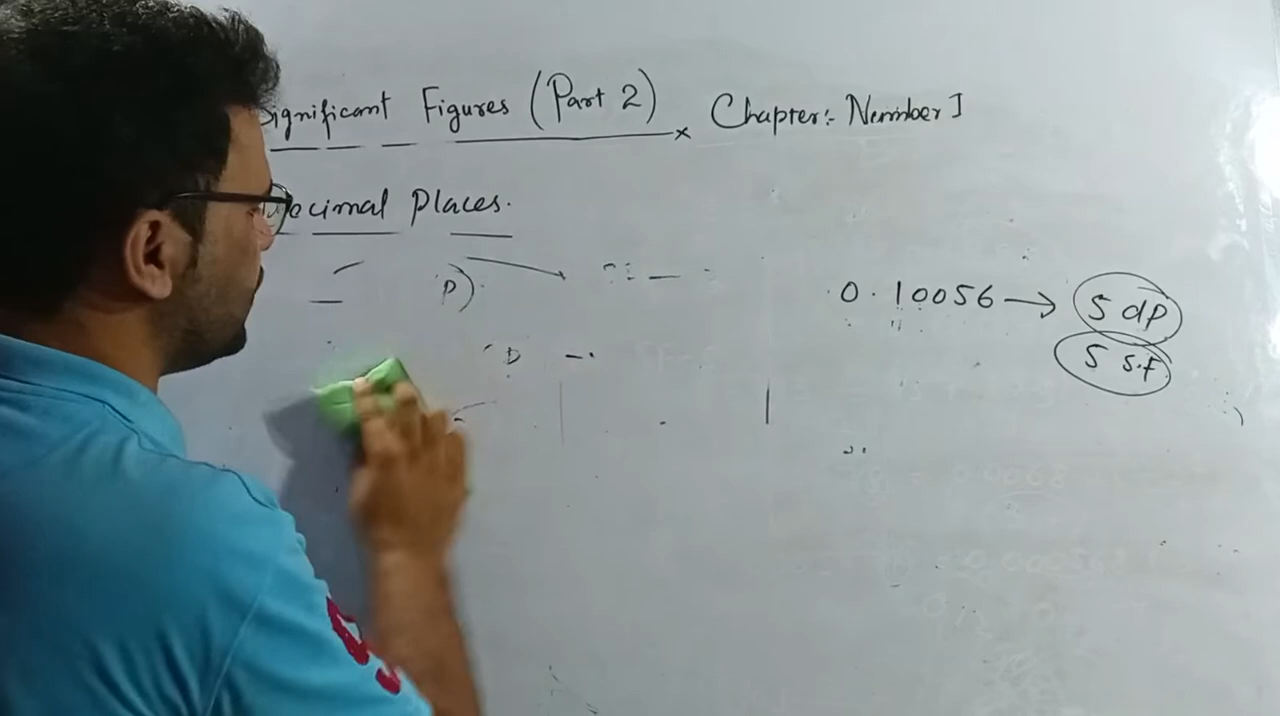 Significant Figures (Part 2) Chapter:- Number I
Decimal Places.
0.10056 → 5 dp
5 s.f